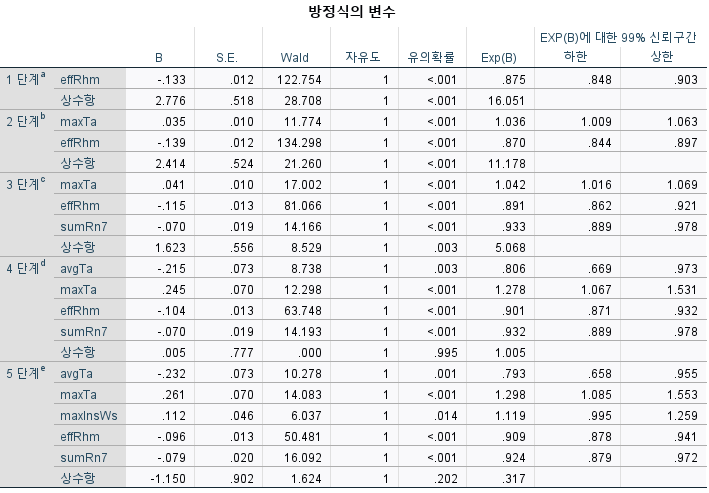 방정식의 변수
EXP(B)에 대한 99% 신뢰구간
B S.E. Wald 자유도 유의확률 Exp(B) 하한 상한
1 단계a effRhm -.133 .012 122.754 1 <.001 .875 .848 .903
상수항 2.776 .518 28.708 1 <.001 16.051
2 단계b maxTa .035 .010 11.774 1 <.001 1.036 1.009 1.063
effRhm -.139 .012 134.298 1 <.001 .870 .844 .897
상수항 2.414 .524 21.260 1 <.001 11.178
3 단계c maxTa .041 .010 17.002 1 <.001 1.042 1.016 1.069
effRhm -.115 .013 81.066 1 <.001 .891 .862 .921
sumRn7 -.070 .019 14.166 1 <.001 .933 .889 .978
상수항 1.623 .556 8.529 1 .003 5.068
4 단계d avgTa -.215 .073 8.738 1 .003 .806 .669 .973
maxTa .245 .070 12.298 1 <.001 1.278 1.067 1.531
effRhm -.104 .013 63.748 1 <.001 .901 .871 .932
sumRn7 -.070 .019 14.193 1 <.001 .932 .889 .978
상수항 .005 .777 .000 1 .995 1.005
5 단계e avgTa -.232 .073 10.278 1 .001 .793 .658 .955
maxTa .261 .070 14.083 1 <.001 1.298 1.085 1.553
maxInsWs .112 .046 6.037 1 .014 1.119 .995 1.259
effRhm -.096 .013 50.481 1 <.001 .909 .878 .941
sumRn7 -.079 .020 16.092 1 <.001 .924 .879 .972
상수항 -1.150 .902 1.624 1 .202 .317